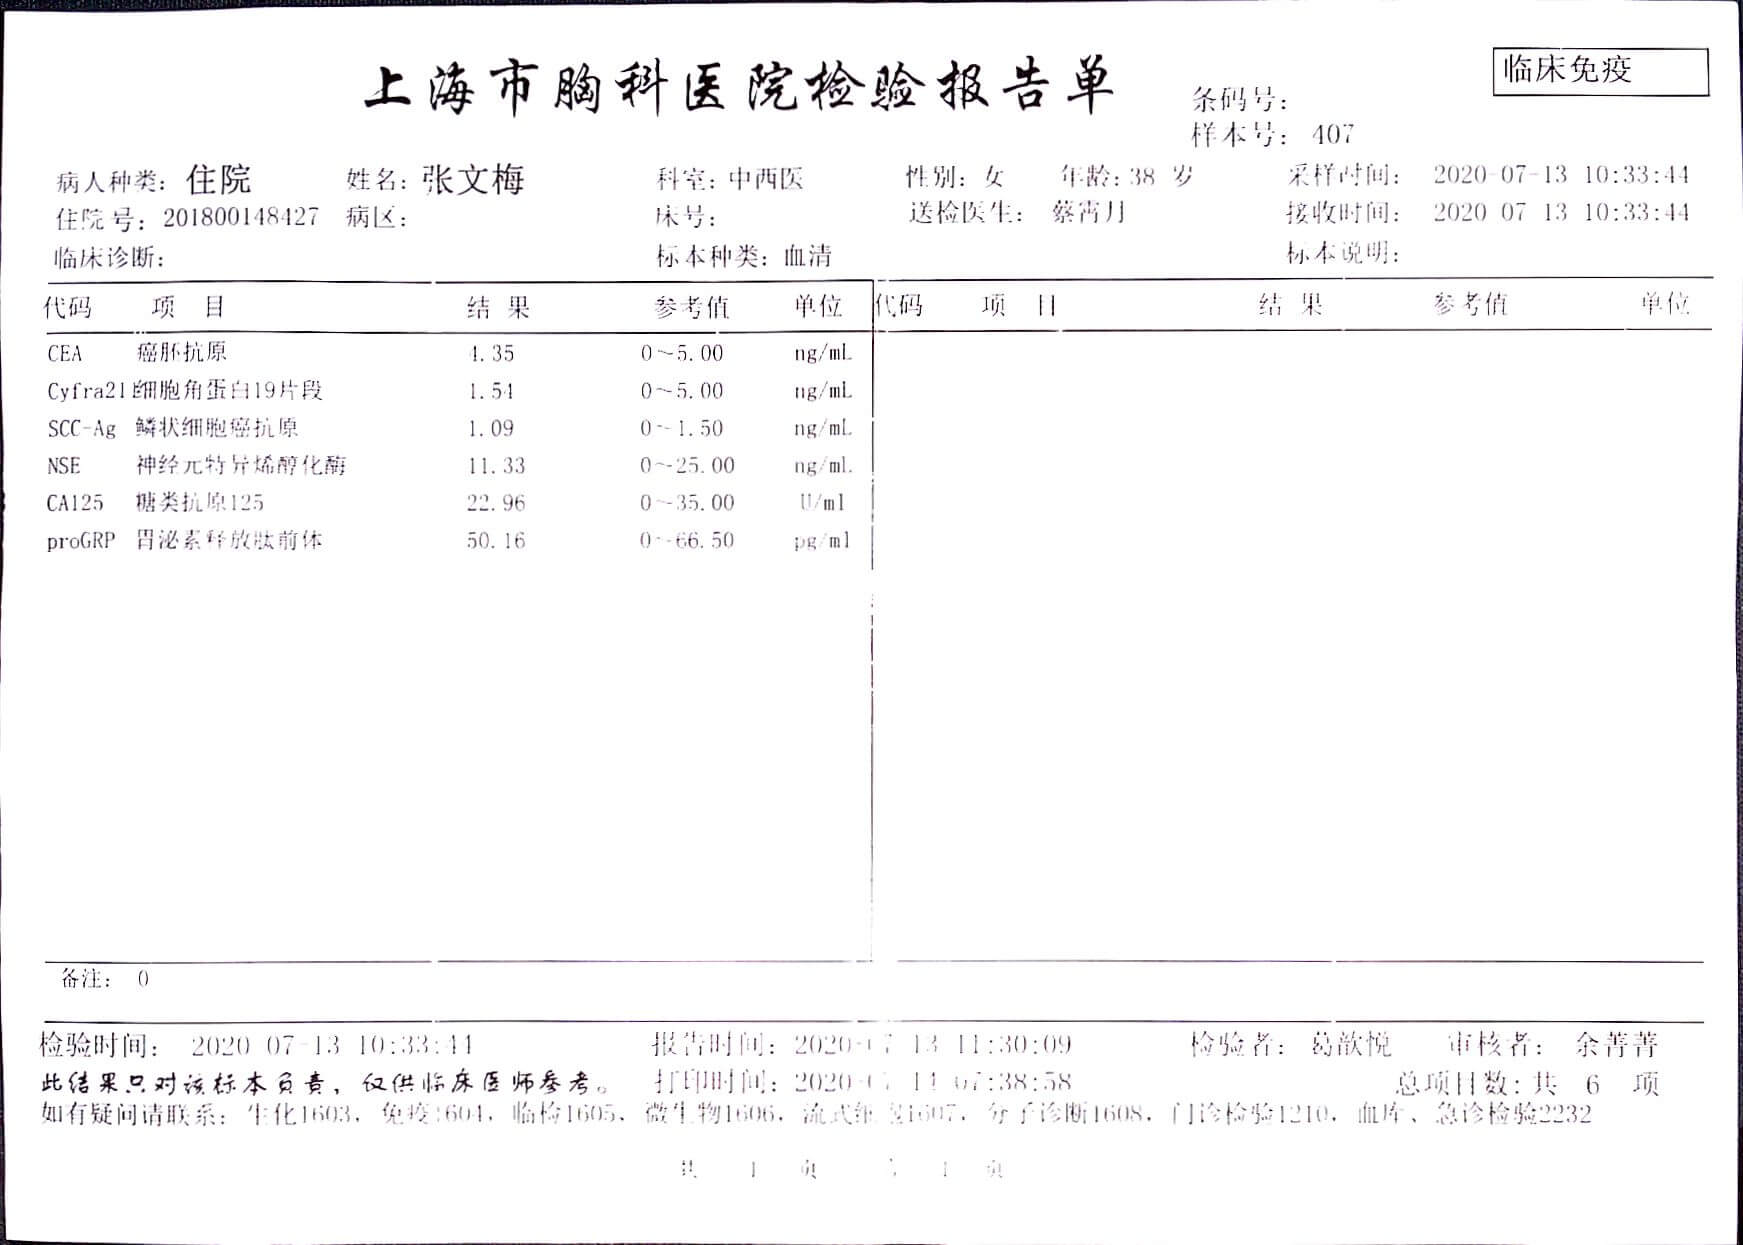 上海市胸科医院检验报告单
临床免疫
条码号：
样本号： 407
病人种类：住院 姓名：张文梅 科室：中西医 性别：女 年龄：38 岁 采样时间： 2020-07-13 10:33:44
住院号：201800148427 病区： 床号： 送检医生： 蔡霄月 接收时间： 2020 07 13 10:33:44
临床诊断： 标本种类：血清 标本说明：
代码 项 目 结 果 参考值 单位 代码 项 目 结 果 参考值 单位
CEA 癌胚抗原 4.35 0～5.00 ng/mL
Cyfra21 细胞角蛋白19片段 1.54 0～5.00 ng/mL
SCC-Ag 鳞状细胞癌抗原 1.09 0～1.50 ng/mL
NSE 神经元特异烯醇化酶 11.33 0～25.00 ng/mL
CA125 糖类抗原125 22.96 0～35.00 U/ml
proGRP 胃泌素释放肽前体 50.16 0～66.50 pg/ml
备注： 0
检验时间： 2020 07-13 10:33:44 报告时间：2020-07 13 11:30:09 检验者：葛歆悦 审核者： 余菁菁
此结果只对该标本负责，仅供临床医师参考。 打印时间：2020-07 14 07:38:58 总项目数：共 6 项
如有疑问请联系：生化1603，免疫1604，临检1605、微生物1606，流式细胞1607，分子诊断1608，门诊检验1210，血库、急诊检验2232
共 1 页 1 页